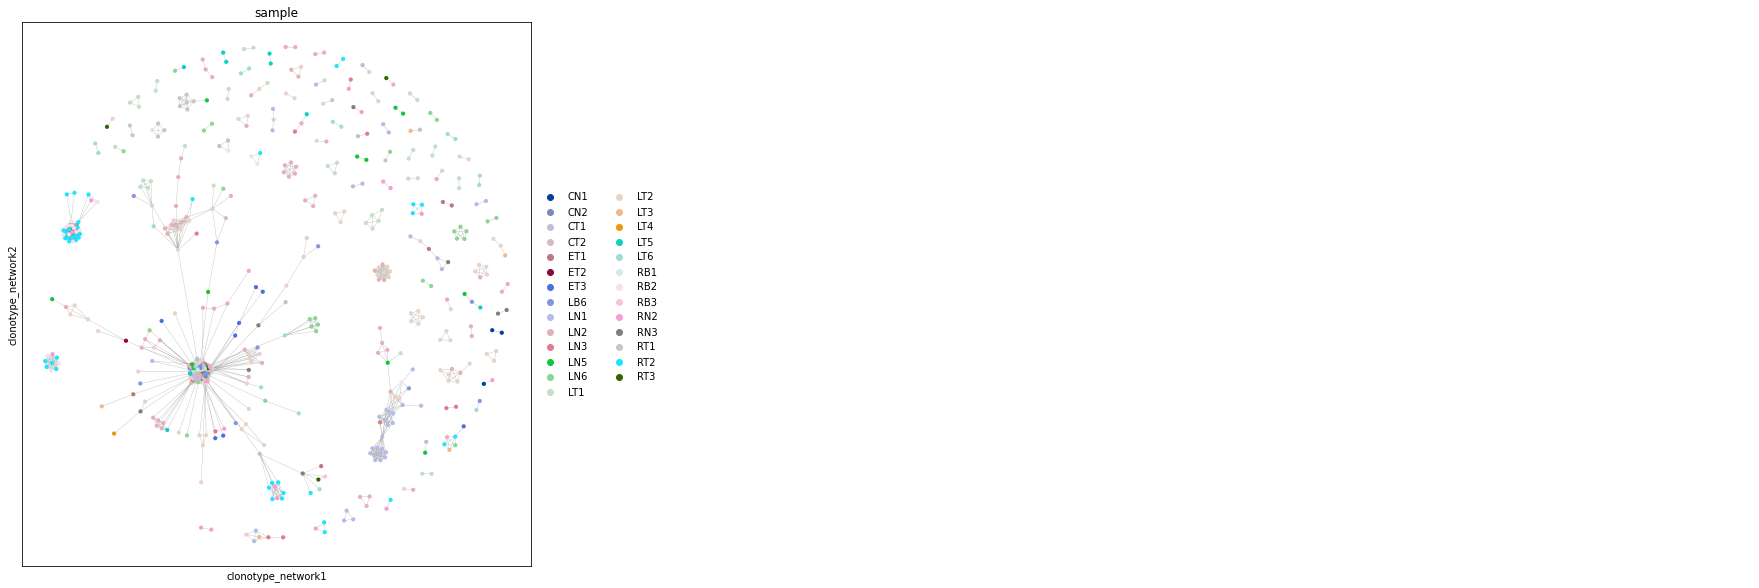 sample
clonotype_network2
clonotype_network1
CN1
CN2
CT1
CT2
ET1
ET2
ET3
LB6
LN1
LN2
LN3
LN5
LN6
LT1
LT2
LT3
LT4
LT5
LT6
RB1
RB2
RB3
RN2
RN3
RT1
RT2
RT3